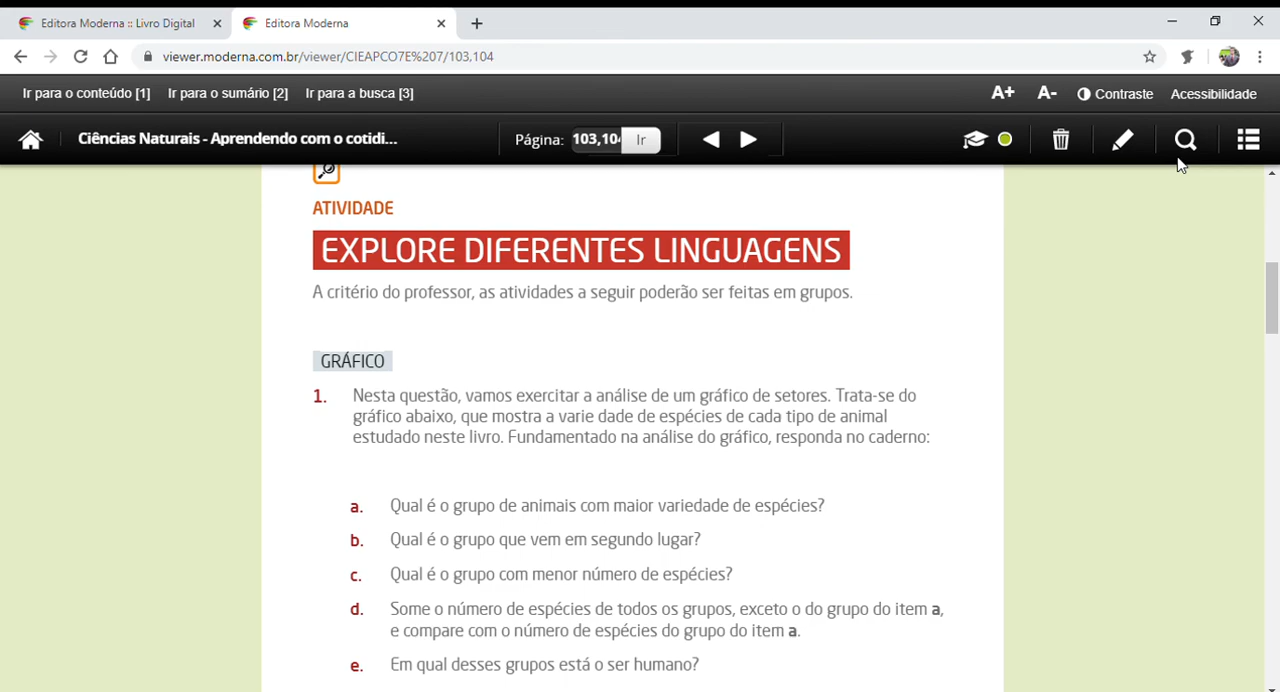 Editora Moderna :: Livro Digital
Editora Moderna
viewer.moderna.com.br/viewer/CIEAPCO7E%207/103,104
Ir para o conteúdo [1] Ir para o sumário [2] Ir para a busca [3]
A+ A- Contraste Acessibilidade
Ciências Naturais - Aprendendo com o cotidi...
Página: 103,104 Ir
ATIVIDADE
EXPLORE DIFERENTES LINGUAGENS
A critério do professor, as atividades a seguir poderão ser feitas em grupos.
GRÁFICO
1. Nesta questão, vamos exercitar a análise de um gráfico de setores. Trata-se do
gráfico abaixo, que mostra a varie dade de espécies de cada tipo de animal
estudado neste livro. Fundamentado na análise do gráfico, responda no caderno:
a. Qual é o grupo de animais com maior variedade de espécies?
b. Qual é o grupo que vem em segundo lugar?
c. Qual é o grupo com menor número de espécies?
d. Some o número de espécies de todos os grupos, exceto o do grupo do item a,
e compare com o número de espécies do grupo do item a.
e. Em qual desses grupos está o ser humano?